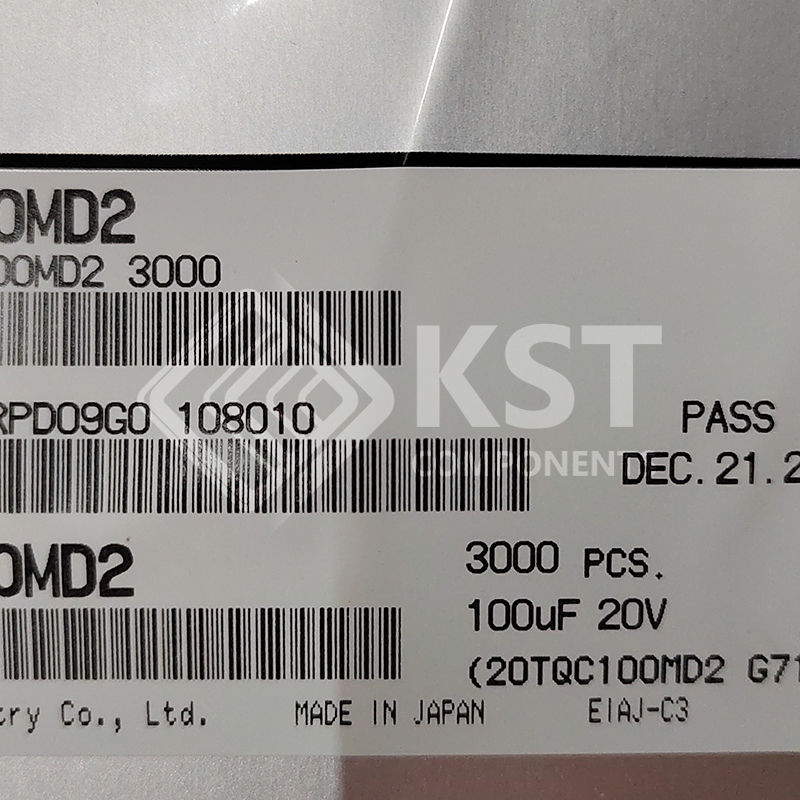 0MD2
00MD2 3000
KST
COMPONENT
RPD09G0 108010
PASS
DEC.21.2
0MD2
3000 PCS.
100uF 20V
(20TQC100MD2 G71
try Co., Ltd. MADE IN JAPAN EIAJ-C3